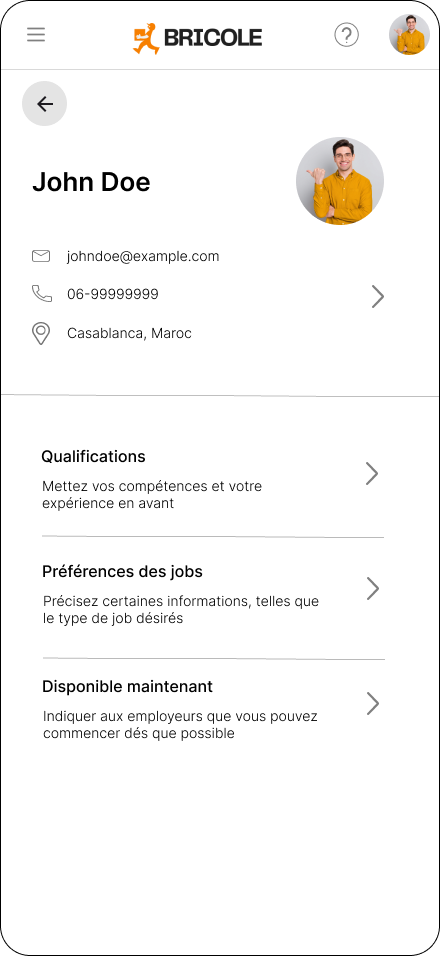 BRICOLE
John Doe
johndoe@example.com
06-99999999
Casablanca, Maroc
Qualifications
Mettez vos compétences et votre
expérience en avant
Préférences des jobs
Précisez certaines informations, telles que
le type de job désirés
Disponible maintenant
Indiquer aux employeurs que vous pouvez
commencer dés que possible